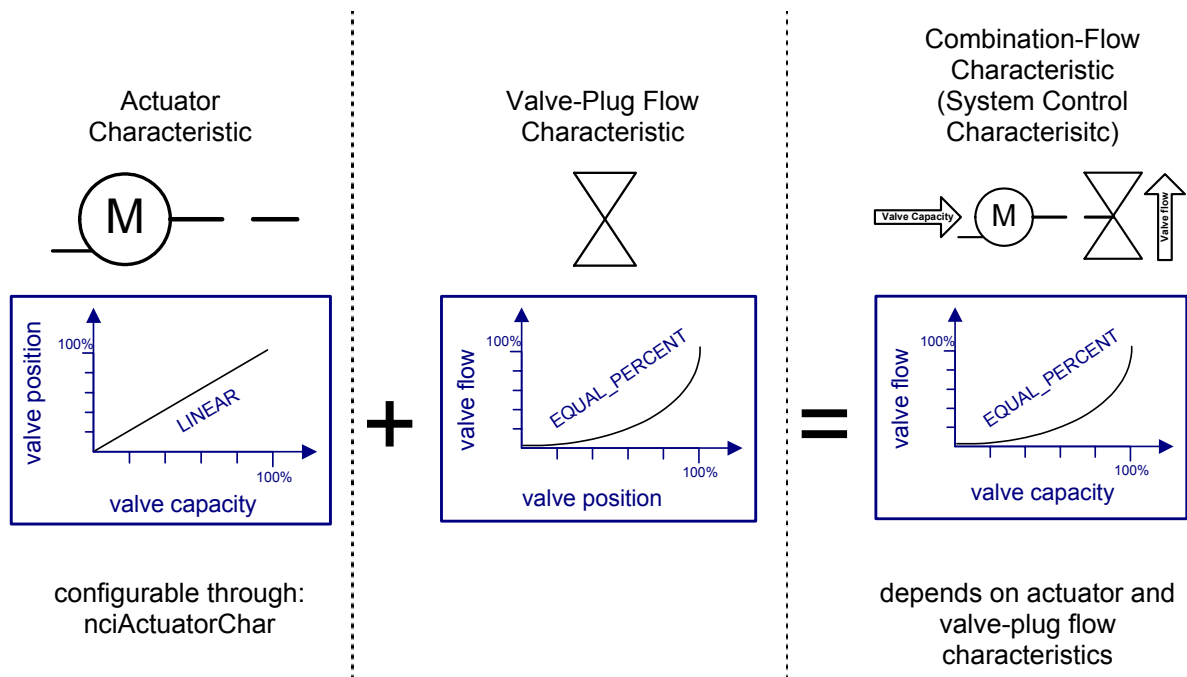 Actuator
Characteristic
M
100%
valve position
LINEAR
100%
valve capacity
configurable through:
nciActuatorChar
+
Valve-Plug Flow
Characteristic
100%
valve flow
EQUAL_PERCENT
100%
valve position
=
Combination-Flow
Characteristic
(System Control
Characterisitc)
Valve Capacity
M
Valve flow
100%
valve flow
EQUAL_PERCENT
100%
valve capacity
depends on actuator and
valve-plug flow
characteristics